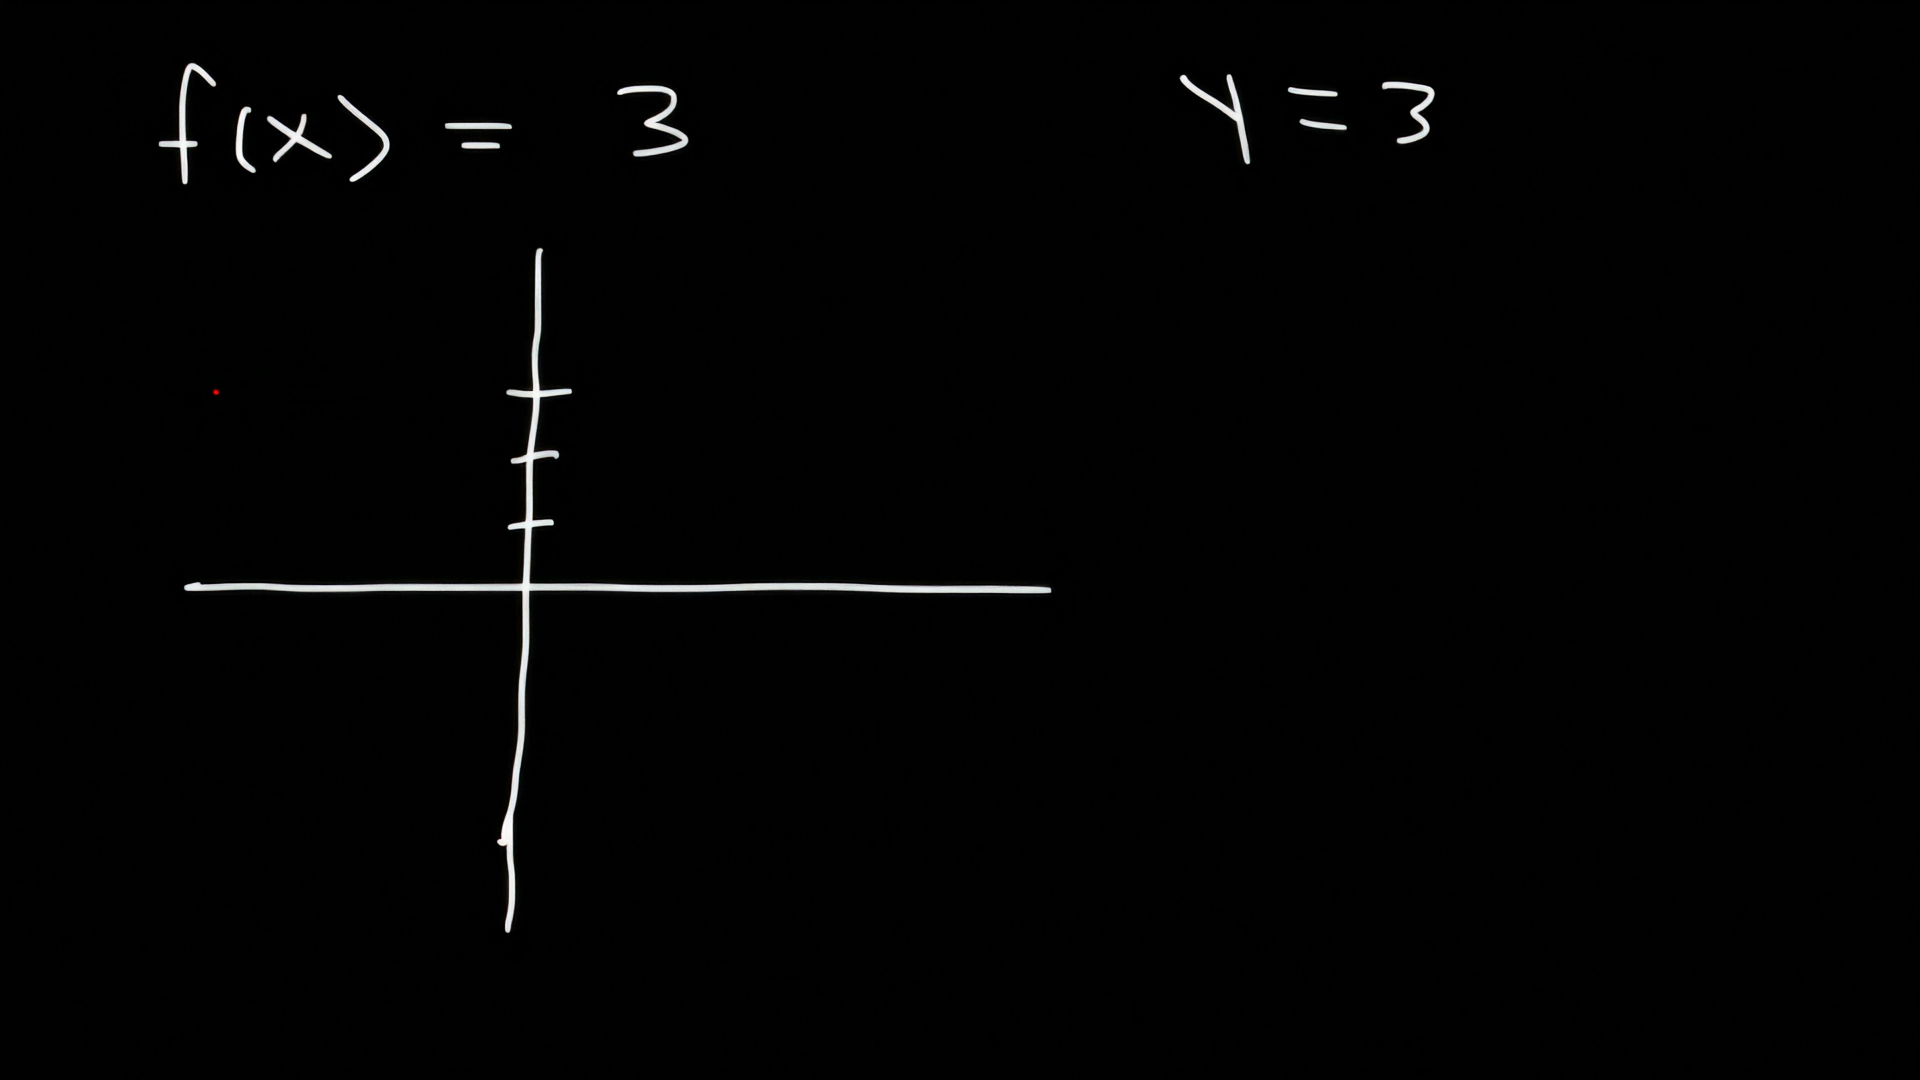 f(x) = 3
y = 3